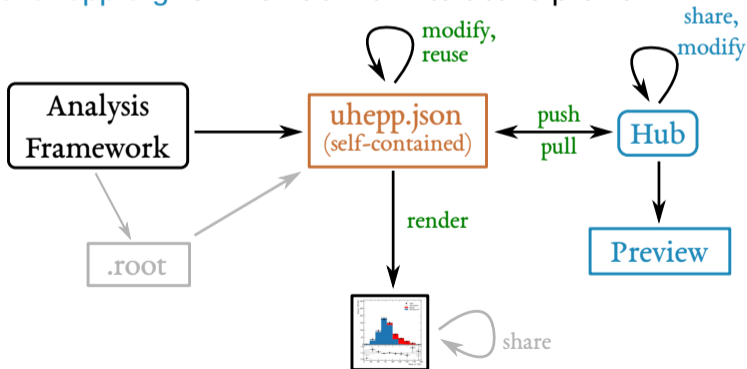 share,
modify
modify,
reuse
Analysis
Framework
uhepp.json
(self-contained)
push
pull
Hub
render
Preview
.root
share